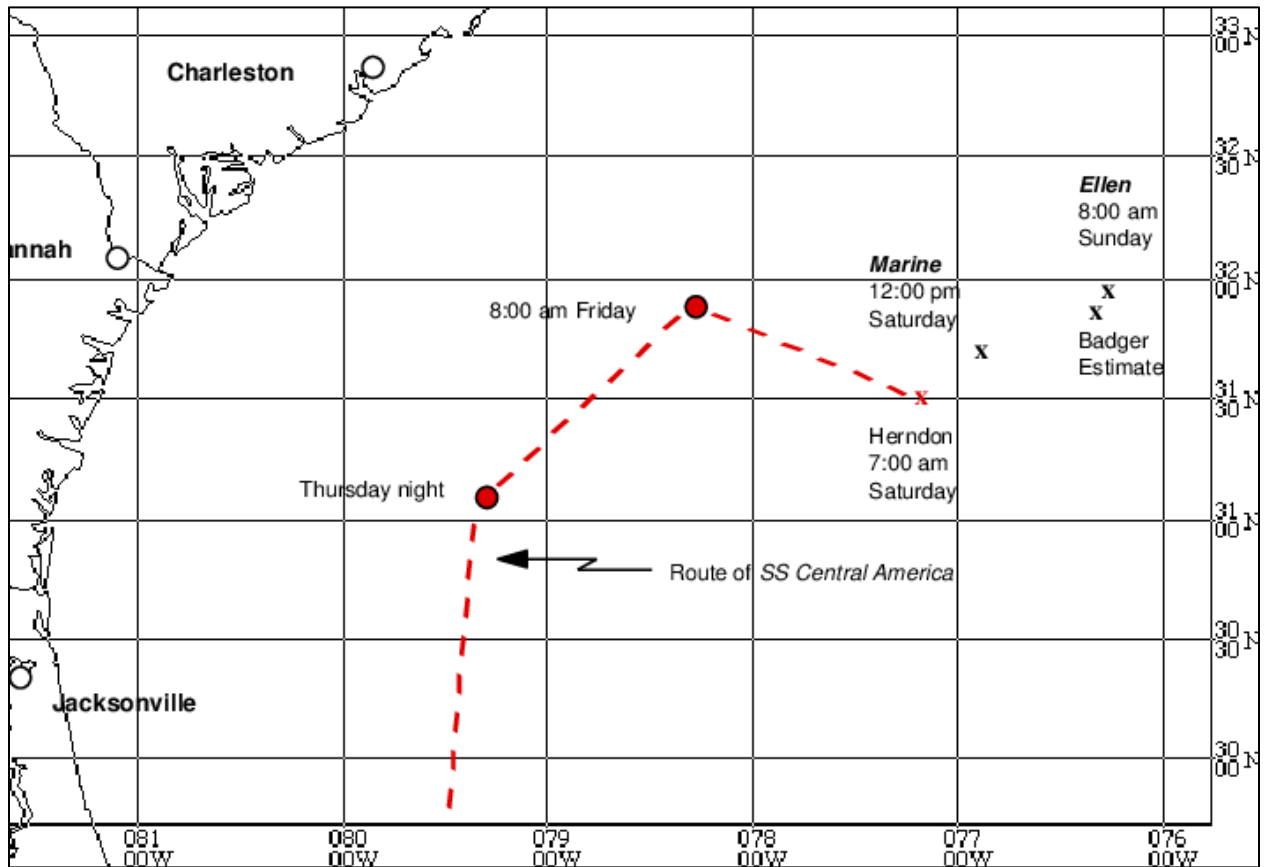 33
00 N
Charleston
32
30 N
Ellen
8:00 am
Sunday
annah
Marine
12:00 pm
Saturday
32
00 N
x
8:00 am Friday
x
Badger
Estimate
x
31
30 N
x
Herndon
7:00 am
Saturday
Thursday night
31
00 N
Route of SS Central America
30
30 N
Jacksonville
30
00 N
081
00W
080
00W
079
00W
078
00W
077
00W
076
00W